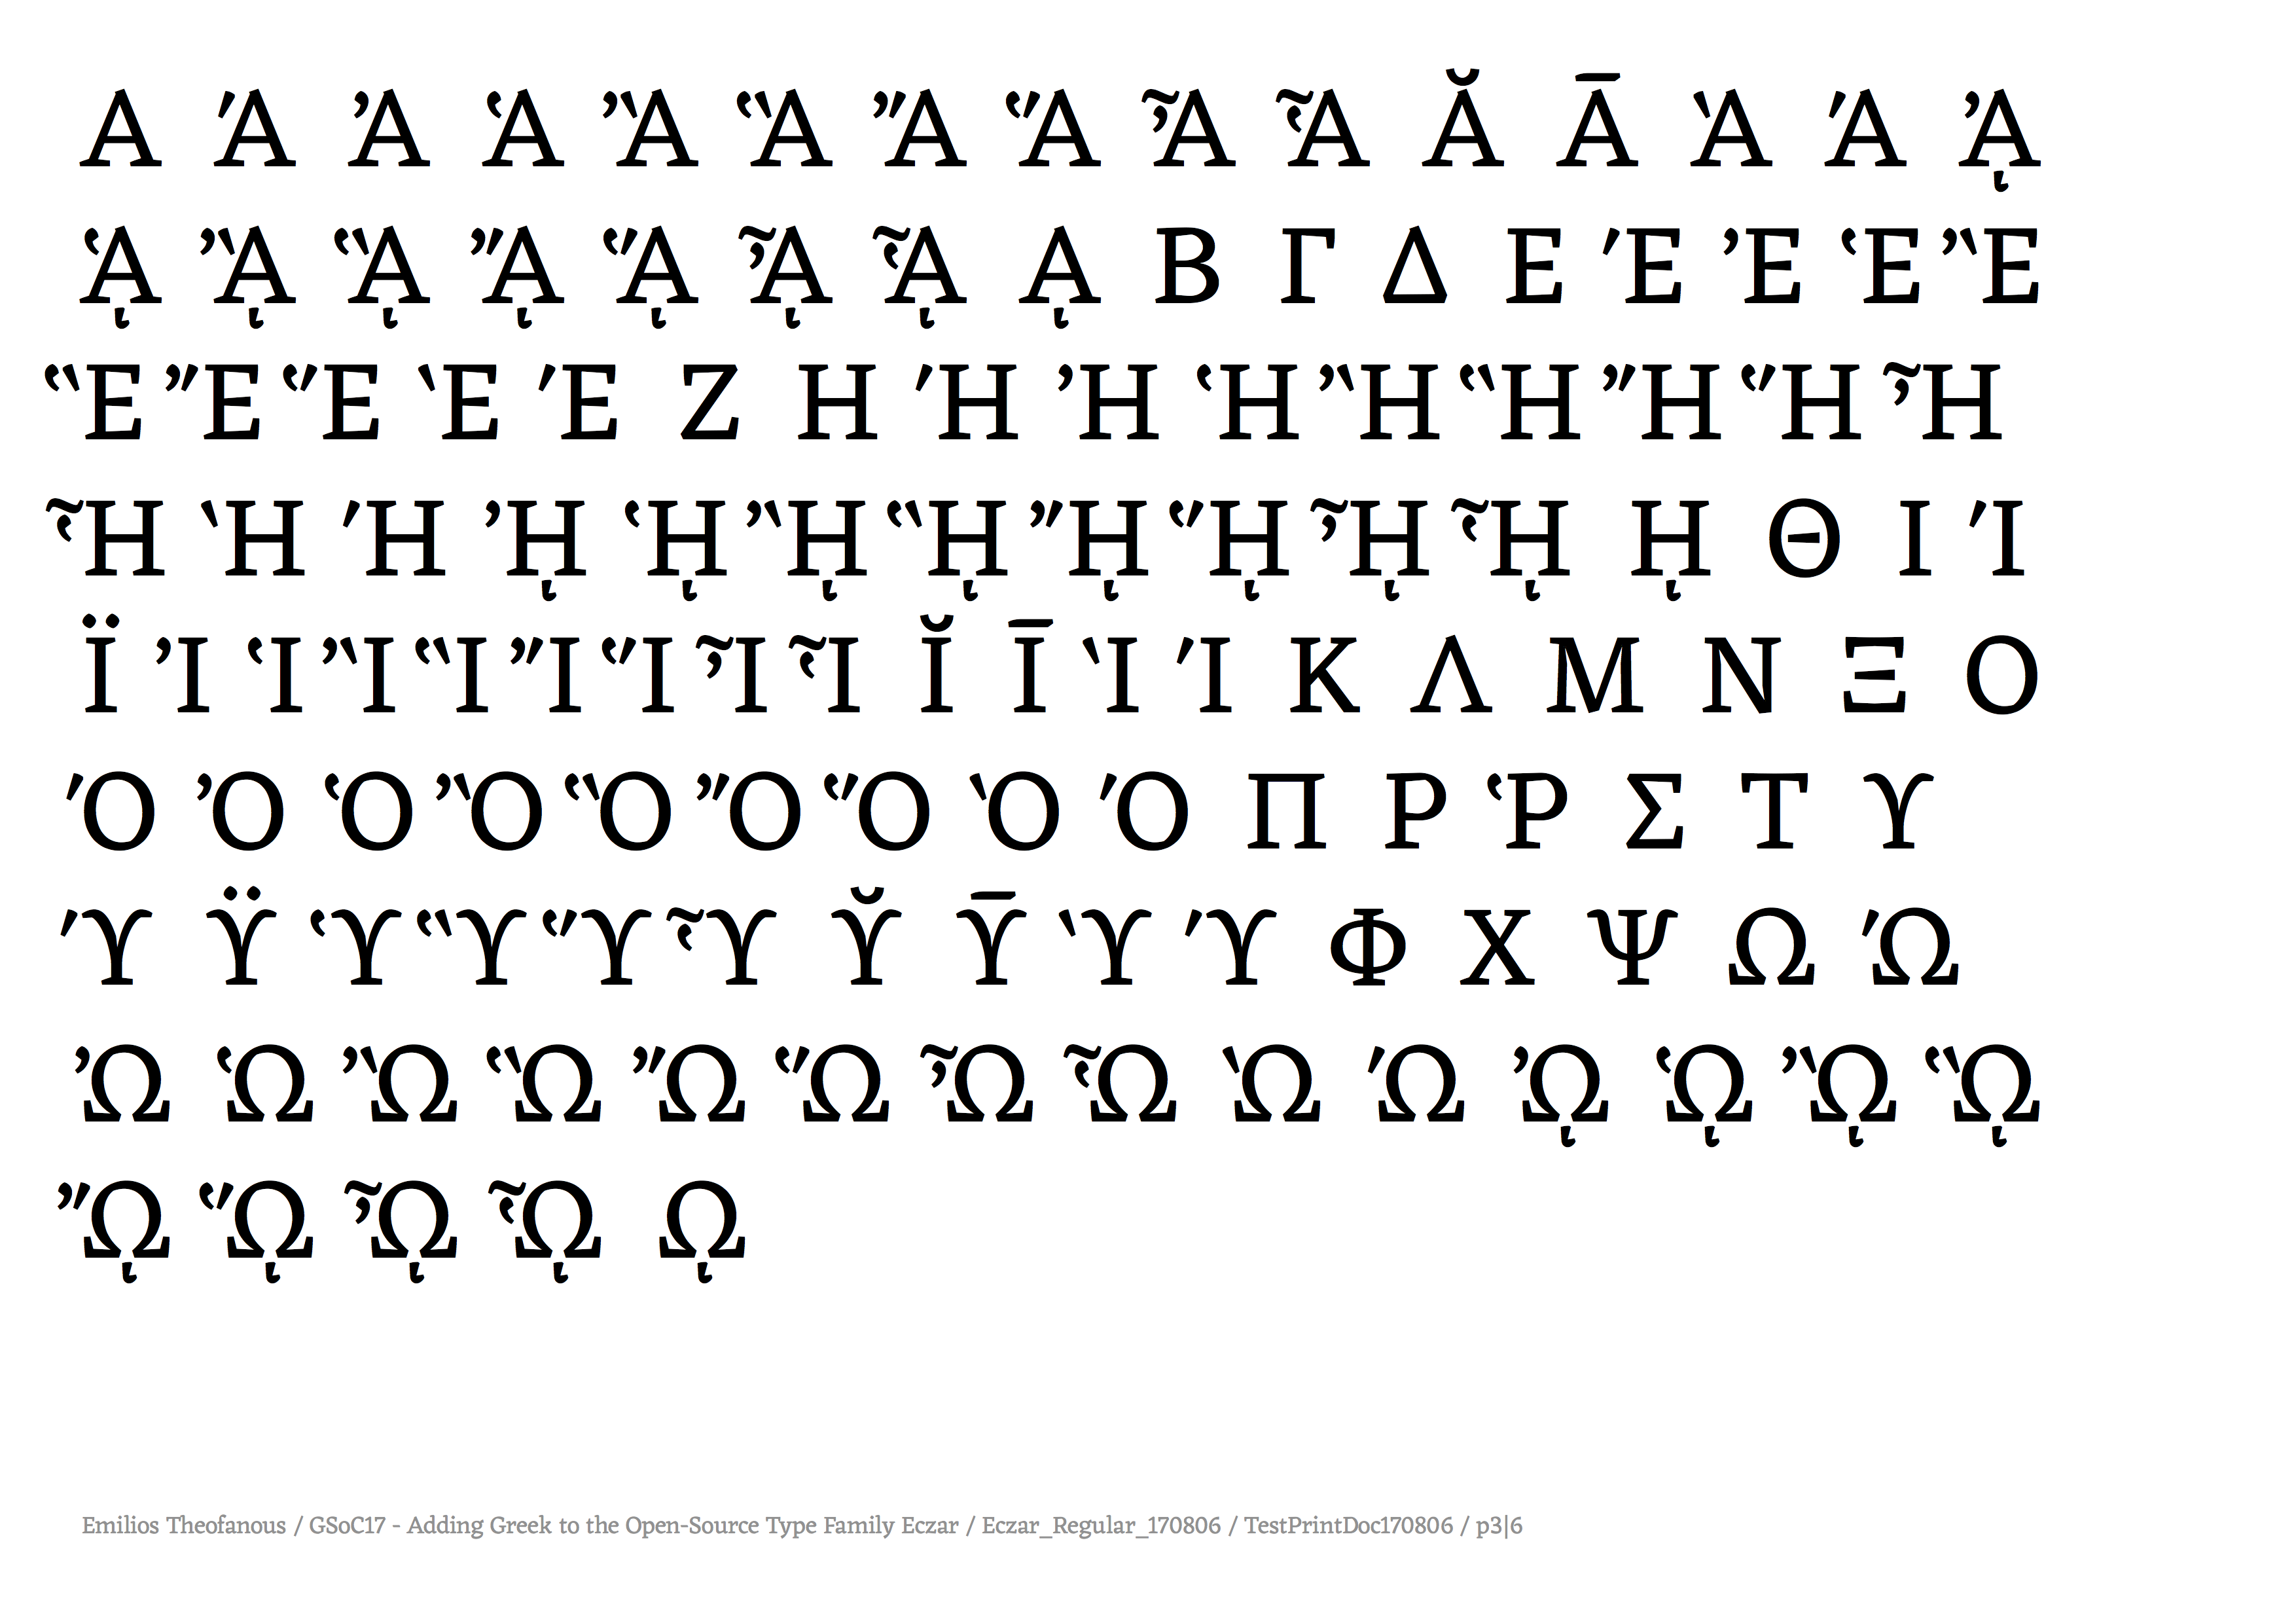 Α Ά Ἀ Ἁ Ἂ Ἃ Ἄ Ἅ Ἆ Ἇ Ᾰ Ᾱ Ὰ Ά ᾈ
ᾉ ᾊ ᾋ ᾌ ᾍ ᾎ ᾏ ᾼ Β Γ Δ Ε Έ Ἐ Ἑ Ἒ
Ἓ Ἔ Ἕ Ὲ Έ Ζ Η Ή Ἠ Ἡ Ἢ Ἣ Ἤ Ἥ Ἦ
Ἧ Ὴ Ή ᾘ ᾙ ᾚ ᾛ ᾜ ᾝ ᾞ ᾟ ῌ Θ Ι Ί
Ϊ Ἰ Ἱ Ἲ Ἳ Ἴ Ἵ Ἶ Ἷ Ῐ Ῑ Ὶ Ί Κ Λ Μ Ν Ξ Ο
Ό Ὀ Ὁ Ὂ Ὃ Ὄ Ὅ Ὸ Ό Π Ρ Ῥ Σ Τ Υ
Ύ Ϋ Ὑ Ὓ Ὕ Ὗ Ῠ Ῡ Ὺ Ύ Φ Χ Ψ Ω Ώ
Ὠ Ὡ Ὢ Ὣ Ὤ Ὥ Ὦ Ὧ Ὼ Ώ ᾨ ᾩ ᾪ ᾫ
ᾬ ᾭ ᾮ ᾯ ῼ
Emilios Theofanous / GSoC17 - Adding Greek to the Open-Source Type Family Eczar / Eczar_Regular_170806 / TestPrintDoc170806 / p3|6